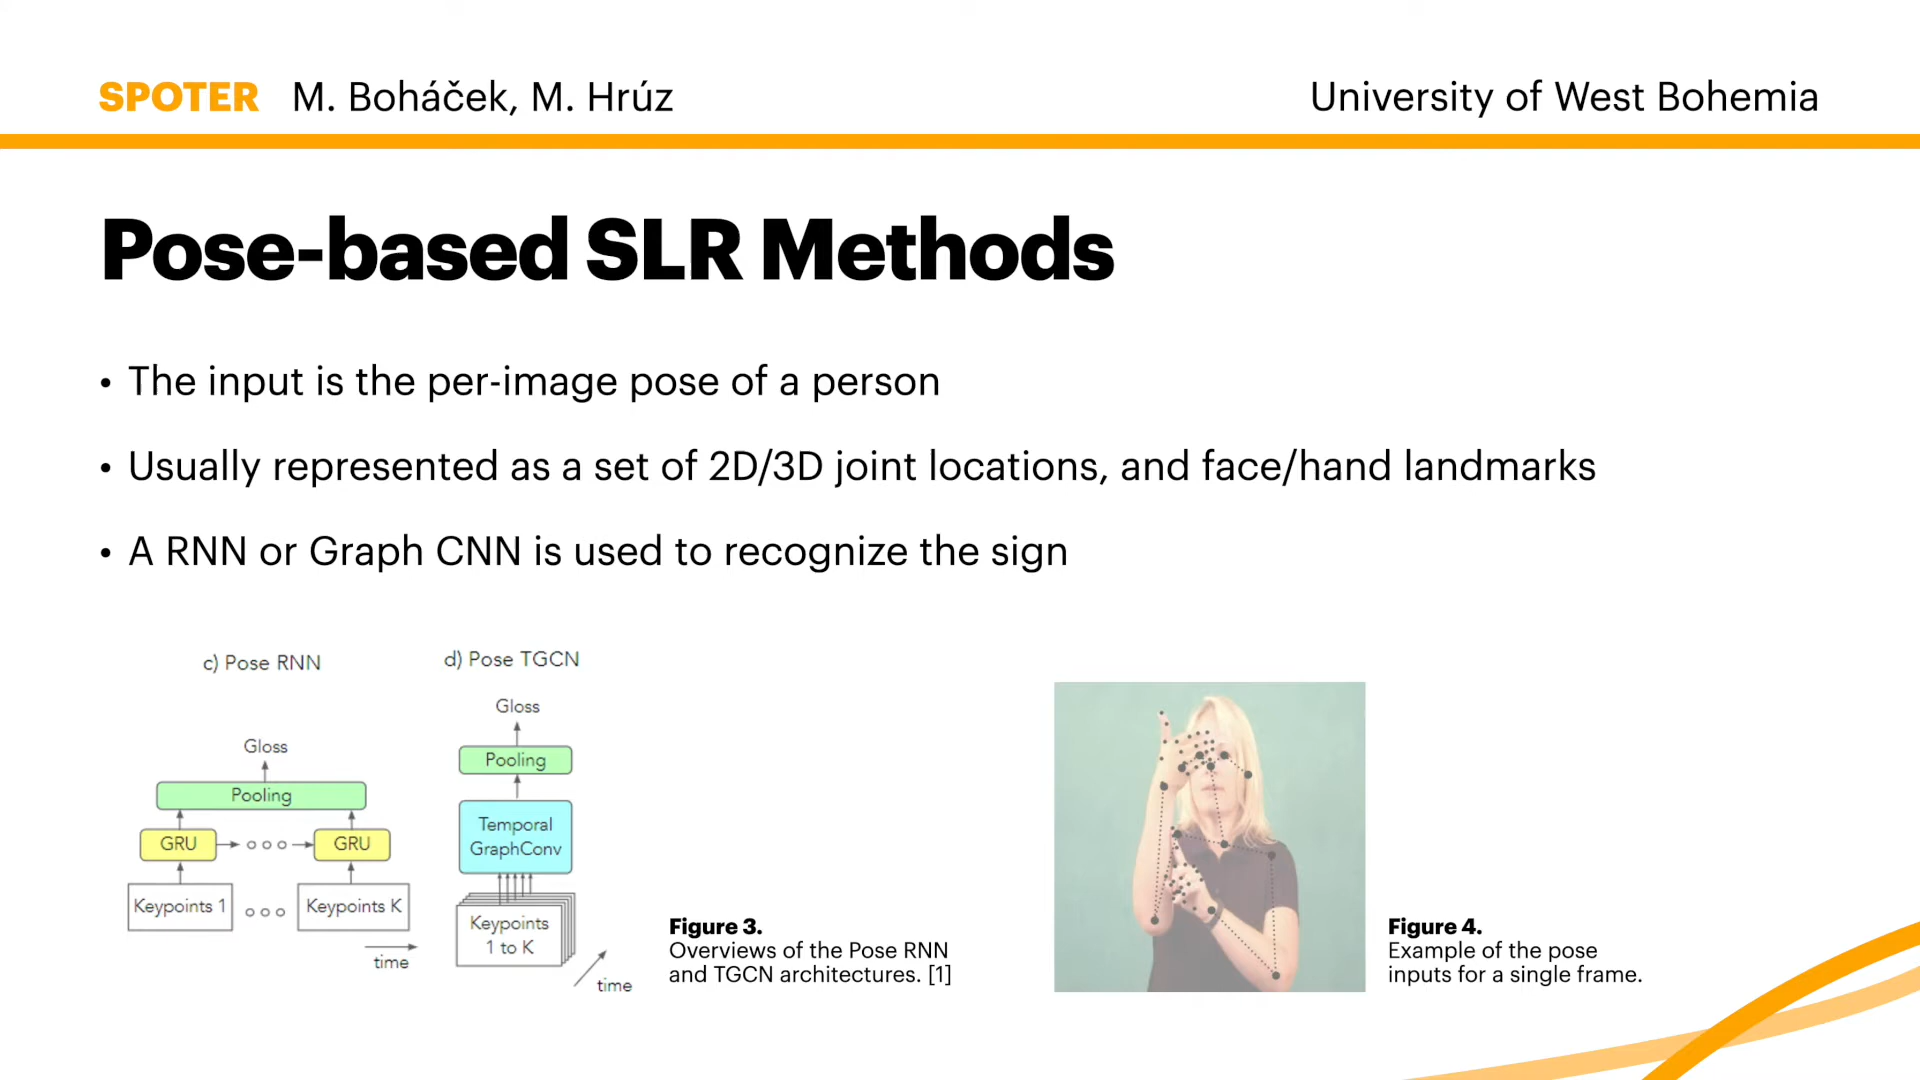 SPOTER M. Boháček, M. Hrúz
University of West Bohemia
Pose-based SLR Methods
• The input is the per-image pose of a person
• Usually represented as a set of 2D/3D joint locations, and face/hand landmarks
• A RNN or Graph CNN is used to recognize the sign
c) Pose RNN
Gloss
Pooling
GRU
GRU
Keypoints 1
Keypoints K
time
d) Pose TGCN
Gloss
Pooling
Temporal
GraphConv
Keypoints
1 to K
time
Figure 3.
Overviews of the Pose RNN
and TGCN architectures. [1]
Figure 4.
Example of the pose
inputs for a single frame.